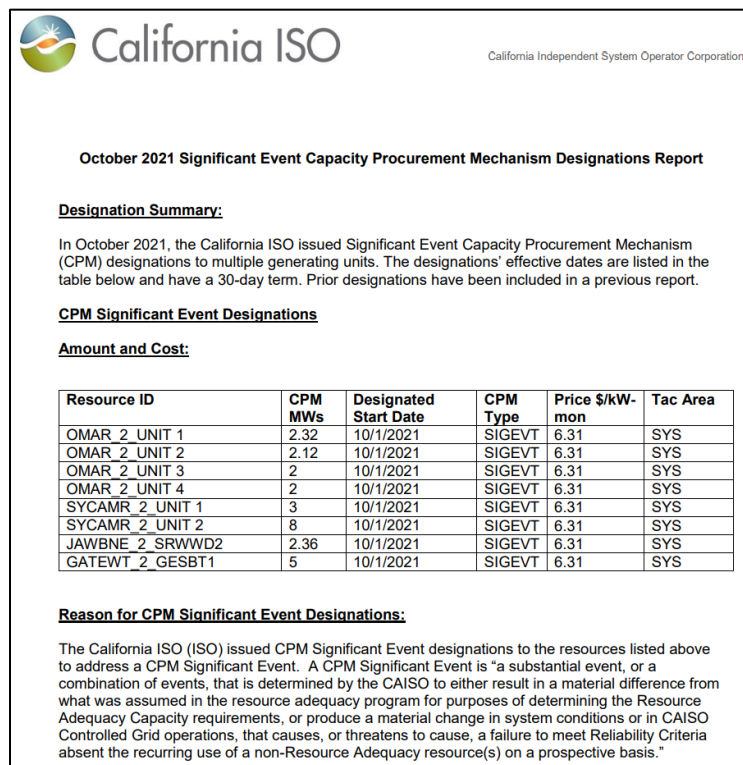 California ISO
California Independent System Operator Corporation
October 2021 Significant Event Capacity Procurement Mechanism Designations Report
Designation Summary:
In October 2021, the California ISO issued Significant Event Capacity Procurement Mechanism
(CPM) designations to multiple generating units. The designations' effective dates are listed in the
table below and have a 30-day term. Prior designations have been included in a previous report.
CPM Significant Event Designations
Amount and Cost:
Resource ID CPM MWs Designated Start Date CPM Type Price $/kW-mon Tac Area
OMAR_2_UNIT 1 2.32 10/1/2021 SIGEVT 6.31 SYS
OMAR_2_UNIT 2 2.12 10/1/2021 SIGEVT 6.31 SYS
OMAR_2_UNIT 3 2 10/1/2021 SIGEVT 6.31 SYS
OMAR_2_UNIT 4 2 10/1/2021 SIGEVT 6.31 SYS
SYCAMR_2_UNIT 1 3 10/1/2021 SIGEVT 6.31 SYS
SYCAMR_2_UNIT 2 8 10/1/2021 SIGEVT 6.31 SYS
JAWBNE_2_SRWWD2 2.36 10/1/2021 SIGEVT 6.31 SYS
GATEWT_2_GESBT1 5 10/1/2021 SIGEVT 6.31 SYS
Reason for CPM Significant Event Designations:
The California ISO (ISO) issued CPM Significant Event designations to the resources listed above
to address a CPM Significant Event.  A CPM Significant Event is "a substantial event, or a
combination of events, that is determined by the CAISO to either result in a material difference from
what was assumed in the resource adequacy program for purposes of determining the Resource
Adequacy Capacity requirements, or produce a material change in system conditions or in CAISO
Controlled Grid operations, that causes, or threatens to cause, a failure to meet Reliability Criteria
absent the recurring use of a non-Resource Adequacy resource(s) on a prospective basis."